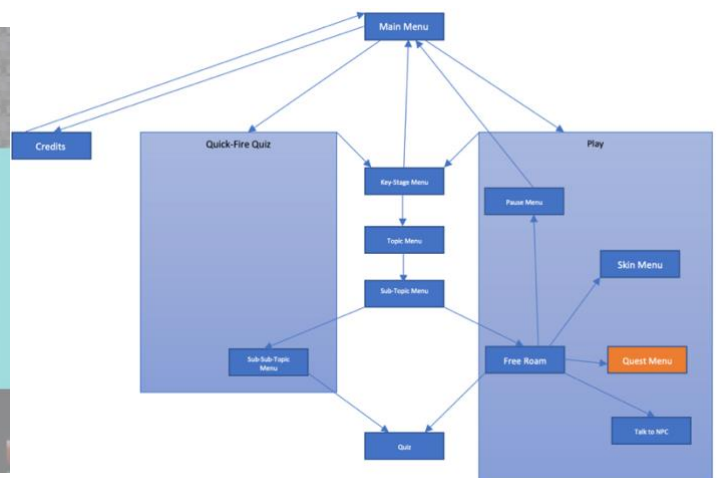 Main Menu
Credits
Quick-Fire Quiz
Play
Key-Stage Menu
Pause Menu
Topic Menu
Skin Menu
Sub-Topic Menu
Sub-Sub-Topic
Menu
Free Roam
Quest Menu
Talk to NPC
Quiz